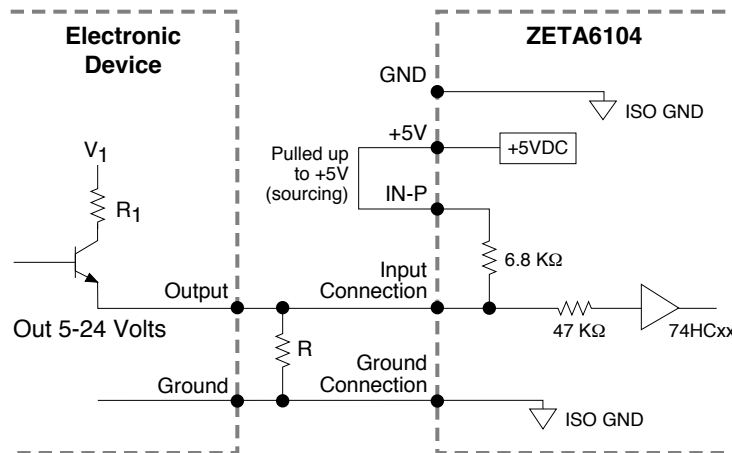 Electronic
Device
ZETA6104
GND
ISO GND
+5V
+5VDC
Pulled up
to +5V
(sourcing)
IN-P
V1
R1
6.8 KΩ
Output
Input
Connection
Out 5-24 Volts
47 KΩ
74HCxx
R
Ground
Ground
Connection
ISO GND